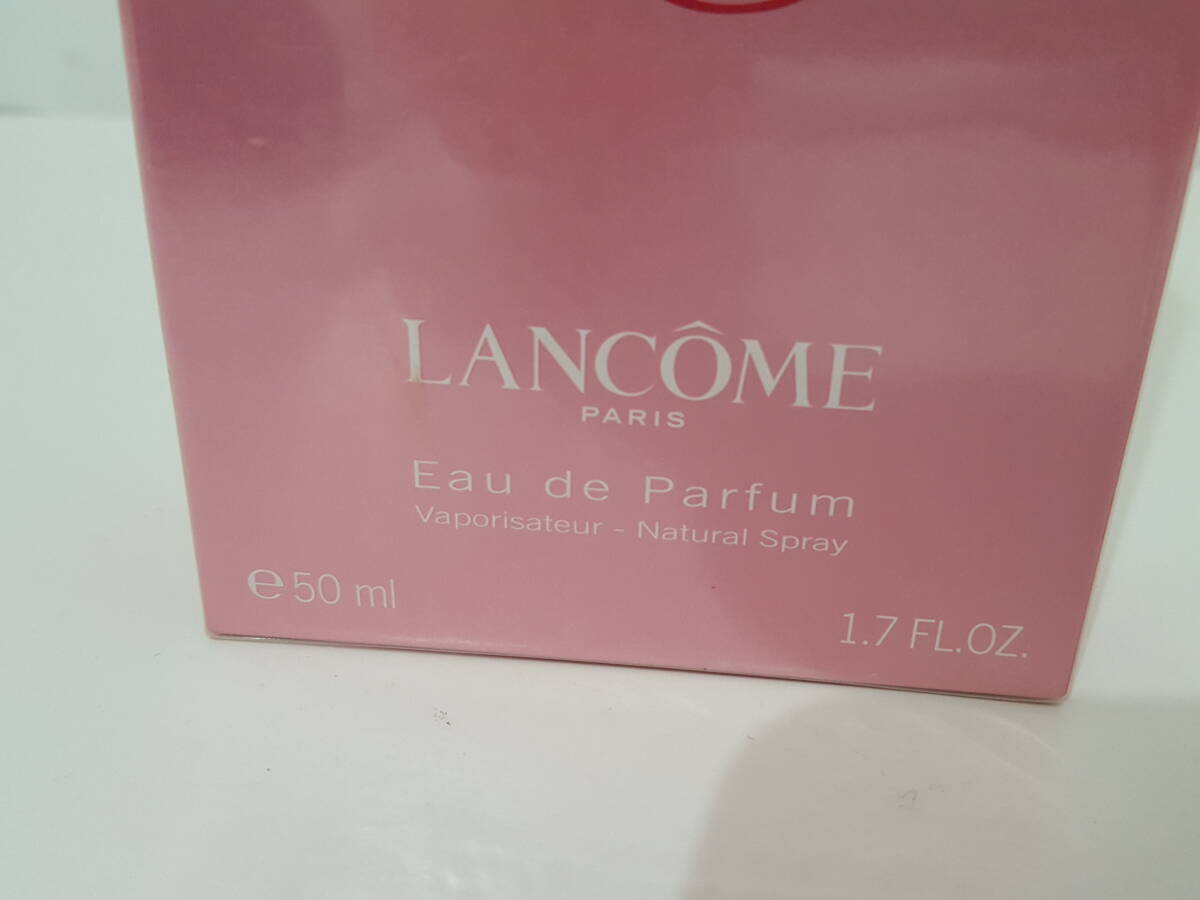 LANCÔME
PARIS
Eau de Parfum
Vaporisateur - Natural Spray
℮50 ml
1.7 FL.OZ.